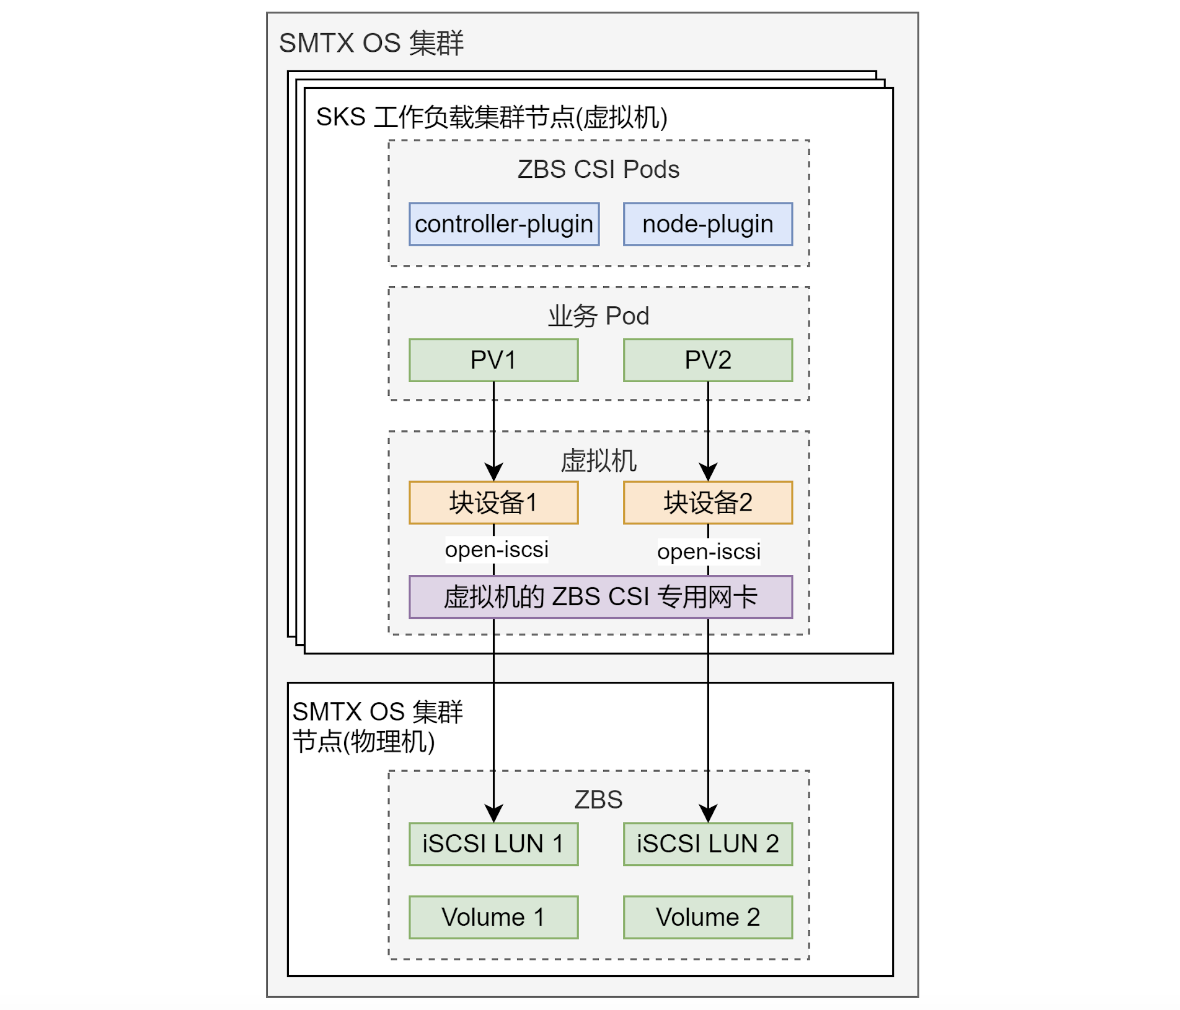 SMTX OS 集群
SKS 工作负载集群节点(虚拟机)
ZBS CSI Pods
controller-plugin
node-plugin
业务 Pod
PV1
PV2
虚拟机
块设备1
块设备2
open-iscsi
open-iscsi
虚拟机的 ZBS CSI 专用网卡
SMTX OS 集群
节点(物理机)
ZBS
iSCSI LUN 1
iSCSI LUN 2
Volume 1
Volume 2